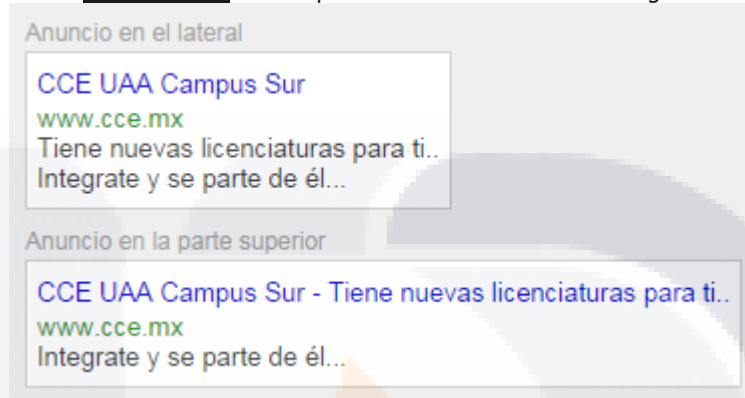 Anuncio en el lateral
CCE UAA Campus Sur
www.cce.mx
Tiene nuevas licenciaturas para ti..
Integrate y se parte de él...
Anuncio en la parte superior
CCE UAA Campus Sur - Tiene nuevas licenciaturas para ti..
www.cce.mx
Integrate y se parte de él...